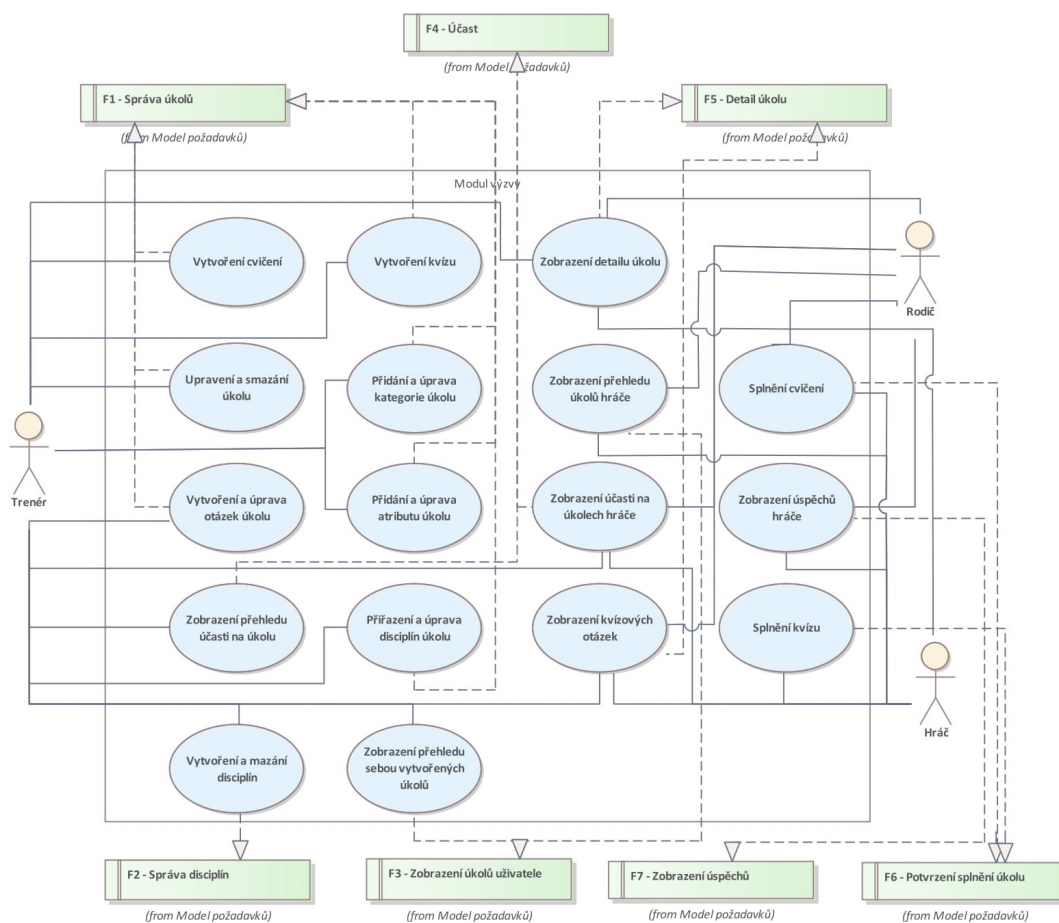 F4 - Účast
(from Model požadavků)
F1 - Správa úkolů
(from Model požadavků)
F5 - Detail úkolu
(from Model požadavků)
Modul výzvy
Vytvoření cvičení
Vytvoření kvízu
Zobrazení detailu úkolu
Rodič
Upravení a smazání
úkolu
Přidání a úprava
kategorie úkolu
Zobrazení přehledu
úkolů hráče
Splnění cvičení
Trenér
Vytvoření a úprava
otázek úkolu
Přidání a úprava
atributu úkolu
Zobrazení účasti na
úkolech hráče
Zobrazení úspěchů
hráče
Zobrazení přehledu
účasti na úkolu
Přiřazení a úprava
disciplín úkolu
Zobrazení kvízových
otázek
Splnění kvízu
Hráč
Vytvoření a mazání
disciplín
Zobrazení přehledu
sebou vytvořených
úkolů
F2 - Správa disciplín
(from Model požadavků)
F3 - Zobrazení úkolů uživatele
(from Model požadavků)
F7 - Zobrazení úspěchů
(from Model požadavků)
F6 - Potvrzení splnění úkolu
(from Model požadavků)